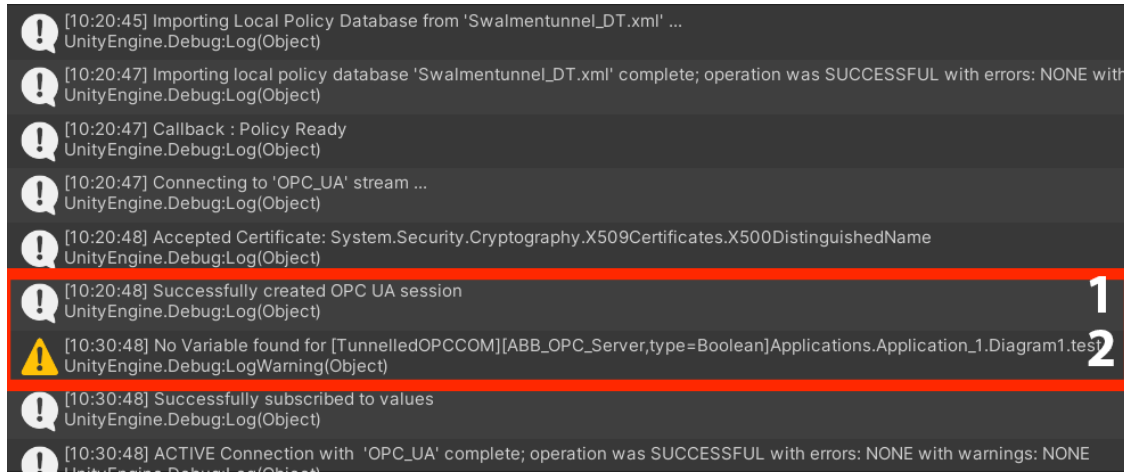 [10:20:45] Importing Local Policy Database from 'Swalmentunnel_DT.xml' ...
UnityEngine.Debug:Log(Object)
[10:20:47] Importing local policy database 'Swalmentunnel_DT.xml' complete; operation was SUCCESSFUL with errors: NONE with
UnityEngine.Debug:Log(Object)
[10:20:47] Callback : Policy Ready
UnityEngine.Debug:Log(Object)
[10:20:47] Connecting to 'OPC_UA' stream ...
UnityEngine.Debug:Log(Object)
[10:20:48] Accepted Certificate: System.Security.Cryptography.X509Certificates.X500DistinguishedName
UnityEngine.Debug:Log(Object)
[10:20:48] Successfully created OPC UA session 1
UnityEngine.Debug:Log(Object)
[10:30:48] No Variable found for [TunnelledOPCCOM][ABB_OPC_Server,type=Boolean]Applications.Application_1.Diagram1.test 2
UnityEngine.Debug:LogWarning(Object)
[10:30:48] Successfully subscribed to values
UnityEngine.Debug:Log(Object)
[10:30:48] ACTIVE Connection with 'OPC_UA' complete; operation was SUCCESSFUL with errors: NONE with warnings: NONE
UnityEngine.Debug:Log(Object)